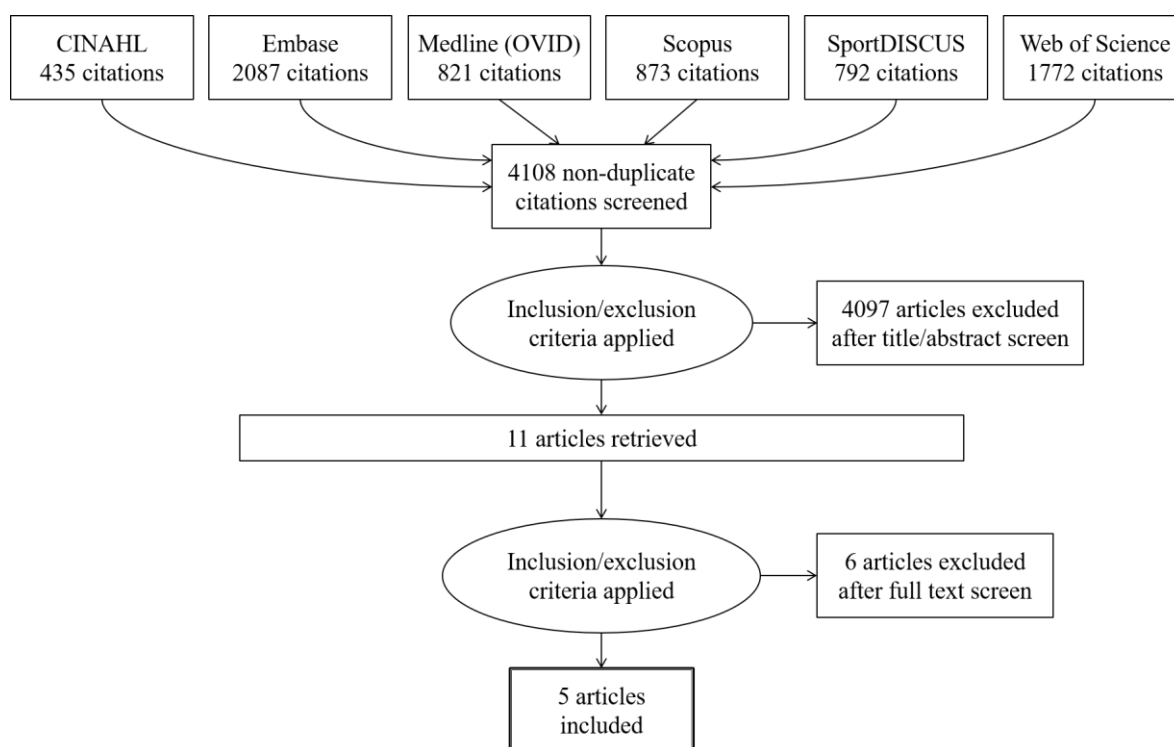 CINAHL
435 citations
Embase
2087 citations
Medline (OVID)
821 citations
Scopus
873 citations
SportDISCUS
792 citations
Web of Science
1772 citations
4108 non-duplicate
citations screened
Inclusion/exclusion
criteria applied
4097 articles excluded
after title/abstract screen
11 articles retrieved
Inclusion/exclusion
criteria applied
6 articles excluded
after full text screen
5 articles
included